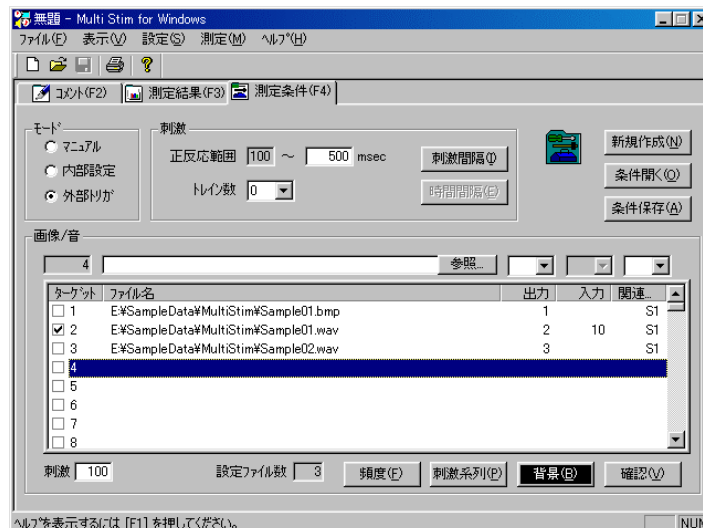 無題 - Multi Stim for Windows
ファイル(F) 表示(V) 設定(S) 測定(M) ヘルプ(H)
コメント(F2) 測定結果(F3) 測定条件(F4)
モード
マニュアル
内部設定
外部トリガ
刺激
正反応範囲 100 ～ 500 msec
トレイン数 0
刺激間隔(I)
時間間隔(E)
新規作成(N)
条件開く(O)
条件保存(A)
画像/音
4 参照...
ターゲット ファイル名 出力 入力 関連...
1 E:¥SampleData¥MultiStim¥Sample01.bmp 1 S1
2 E:¥SampleData¥MultiStim¥Sample01.wav 2 10 S1
3 E:¥SampleData¥MultiStim¥Sample02.wav 3 S1
4
5
6
7
8
刺激 100 設定ファイル数 3 頻度(F) 刺激系列(P) 背景(B) 確認(V)
ヘルプを表示するには [F1] を押してください。 NUM